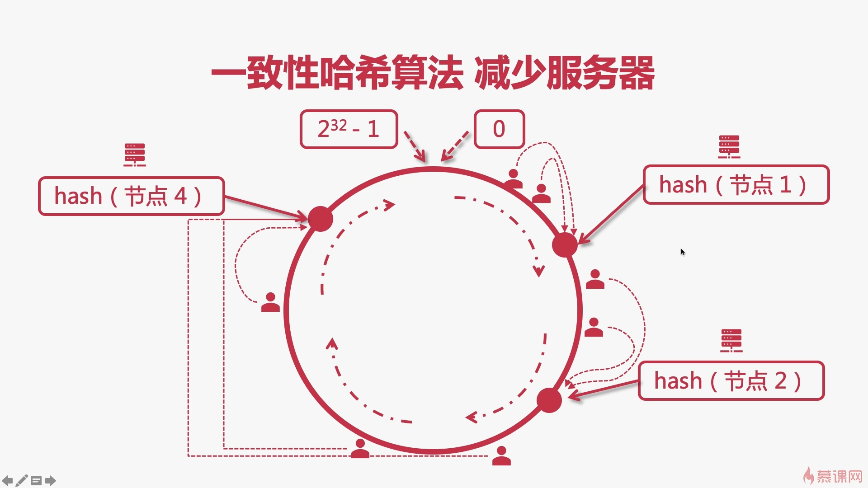 一致性哈希算法 减少服务器
2³² - 1
0
hash（节点 4）
hash（节点 1）
hash（节点 2）
慕课网